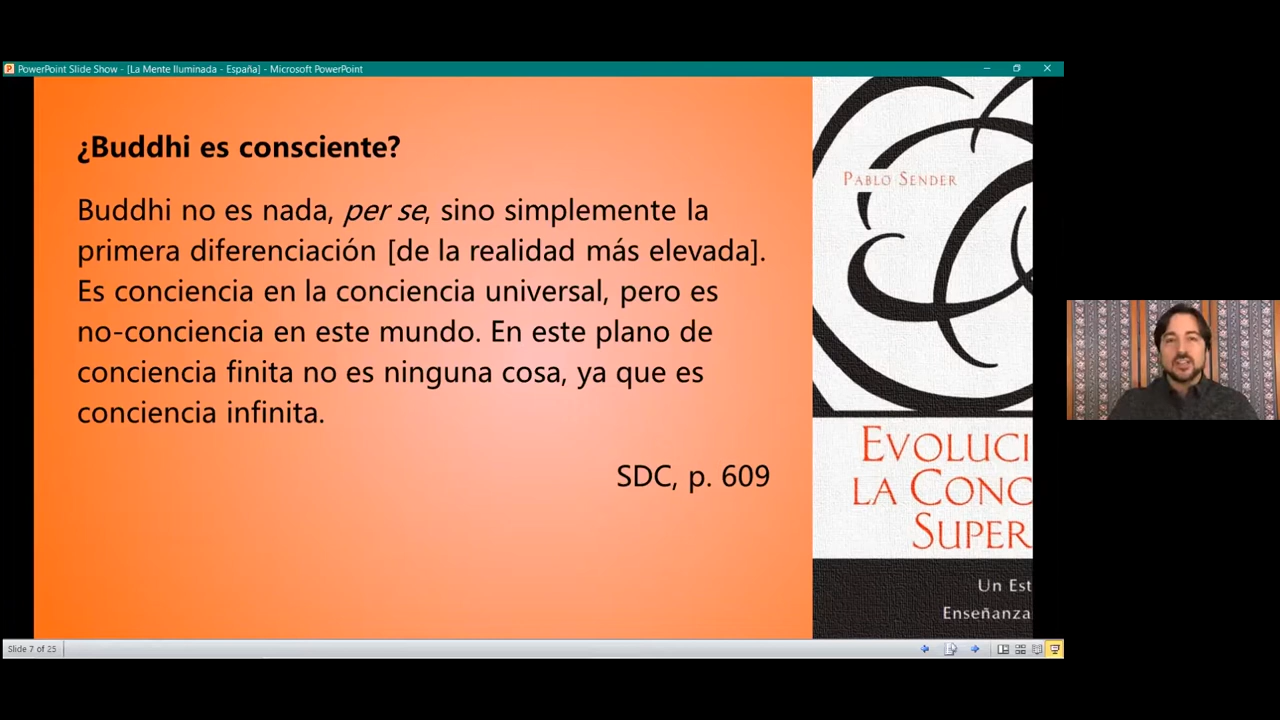 PowerPoint Slide Show - [La Mente Iluminada - España] - Microsoft PowerPoint
¿Buddhi es consciente?
Buddhi no es nada, per se, sino simplemente la
primera diferenciación [de la realidad más elevada].
Es conciencia en la conciencia universal, pero es
no-conciencia en este mundo. En este plano de
conciencia finita no es ninguna cosa, ya que es
conciencia infinita.
SDC, p. 609
PABLO SENDER
EVOLUCI
LA CONC
SUPER
Un Est
Enseñanza
Slide 7 of 25